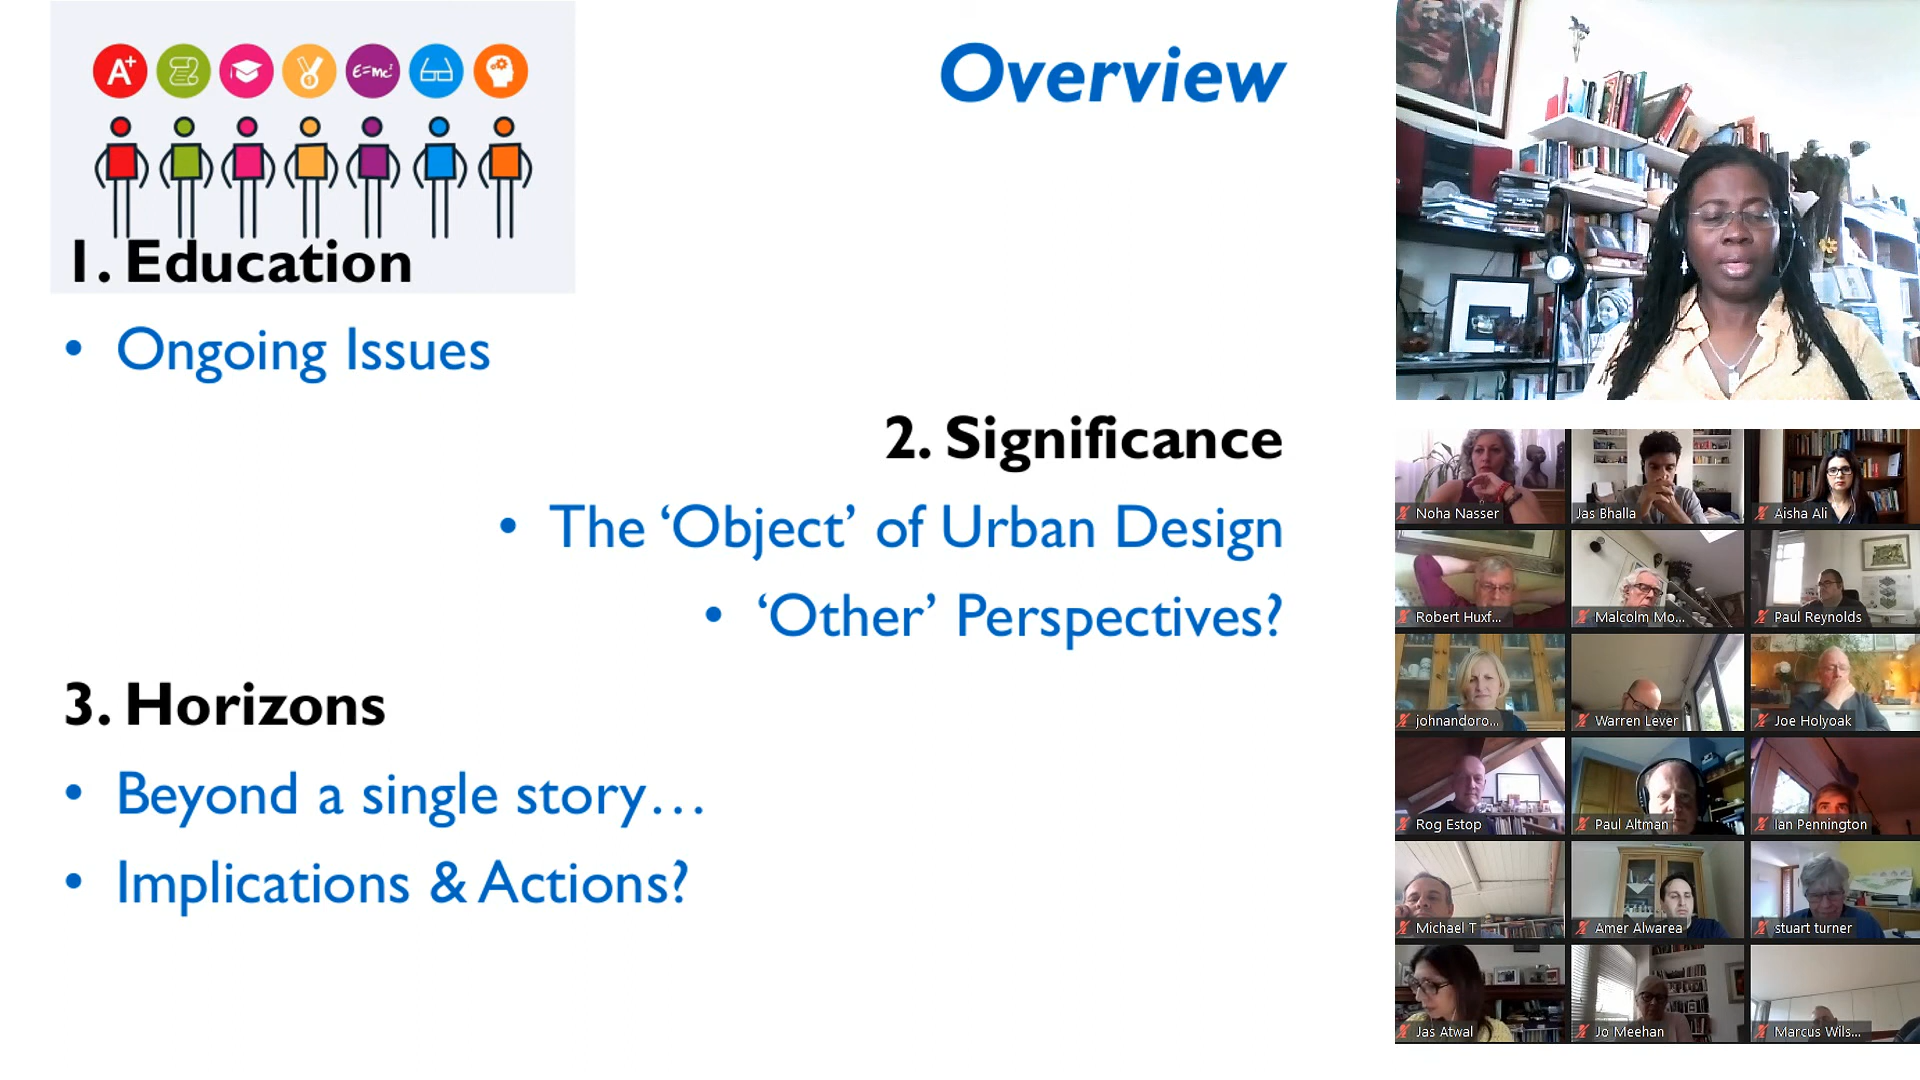 Overview
A+
E=mc²
1. Education
• Ongoing Issues
2. Significance
• The ‘Object’ of Urban Design
• ‘Other’ Perspectives?
3. Horizons
• Beyond a single story…
• Implications & Actions?
Noha Nasser
Jas Bhalla
Aisha Ali
Robert Huxf...
Malcolm Mo...
Paul Reynolds
johnandoro...
Warren Lever
Joe Holyoak
Rog Estop
Paul Altman
Ian Pennington
Michael T
Amer Alwarea
stuart turner
Jas Atwal
Jo Meehan
Marcus Wils...